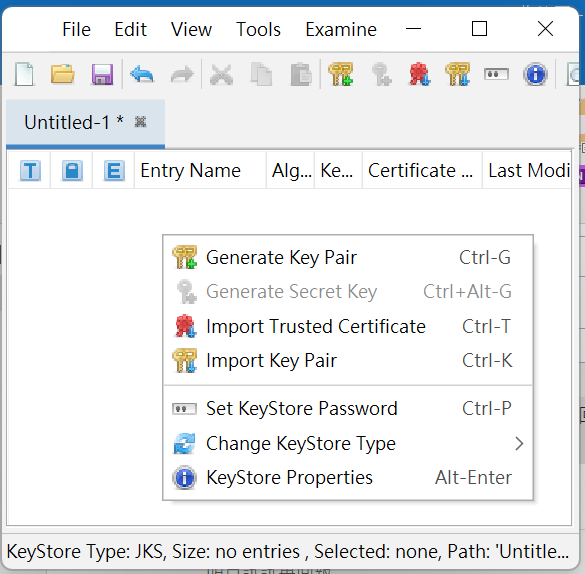 File Edit View Tools Examine
Untitled-1 *
T E Entry Name Alg... Ke... Certificate ... Last Modi
Generate Key Pair Ctrl-G
Generate Secret Key Ctrl+Alt-G
Import Trusted Certificate Ctrl-T
Import Key Pair Ctrl-K
Set KeyStore Password Ctrl-P
Change KeyStore Type
KeyStore Properties Alt-Enter
KeyStore Type: JKS, Size: no entries , Selected: none, Path: 'Untitle...